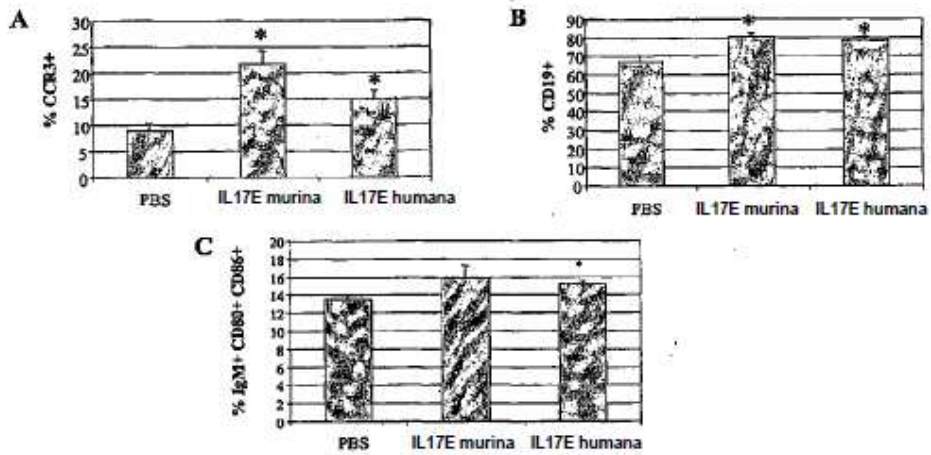 A
% CCR3+
30
25
20
15
10
5
0
*
*
PBS
IL17E murina
IL17E humana
B
% CD19+
90
80
70
60
50
40
30
20
10
0
*
*
PBS
IL17E murina
IL17E humana
C
% IgM+ CD80+ CD86+
20
18
16
14
12
10
8
6
4
2
0
*
PBS
IL17E murina
IL17E humana